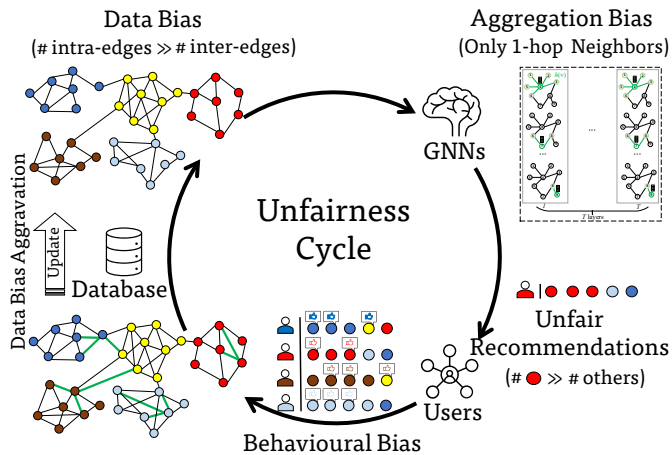 Data Bias
(# intra-edges ≫ # inter-edges)
Aggregation Bias
(Only 1-hop Neighbors)
...
...
...
...
...
T layers
GNNs
Unfairness
Cycle
Data Bias Aggravation
Update
Database
Unfair
Recommendations
(# ≫ # others)
Users
Behavioural Bias